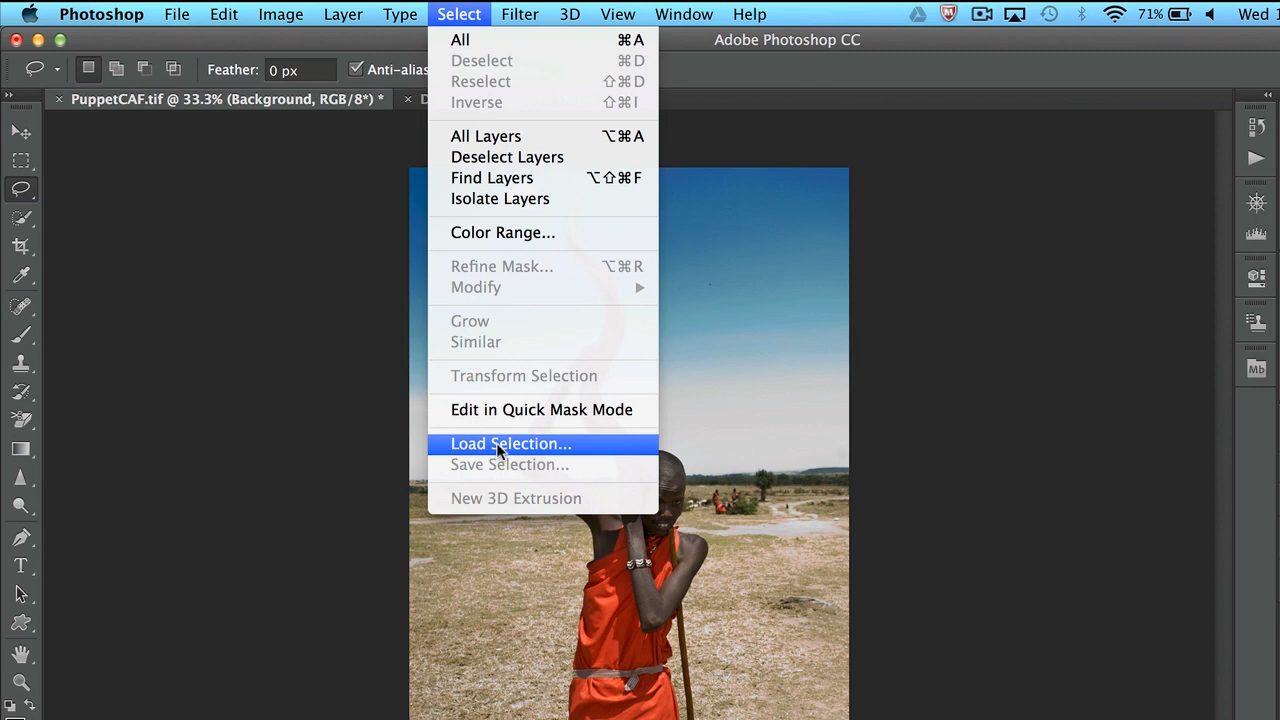 Photoshop File Edit Image Layer Type Select Filter 3D View Window Help 71% Wed 1
Adobe Photoshop CC
Feather: 0 px Anti-alias
× PuppetCAF.tif @ 33.3% (Background, RGB/8*) * × D
All ⌘A
Deselect ⌘D
Reselect ⇧⌘D
Inverse ⇧⌘I
All Layers ⌥⌘A
Deselect Layers
Find Layers ⌥⇧⌘F
Isolate Layers
Color Range...
Refine Mask... ⌥⌘R
Modify ▶
Grow
Similar
Transform Selection
Edit in Quick Mask Mode
Load Selection...
Save Selection...
New 3D Extrusion
Mb